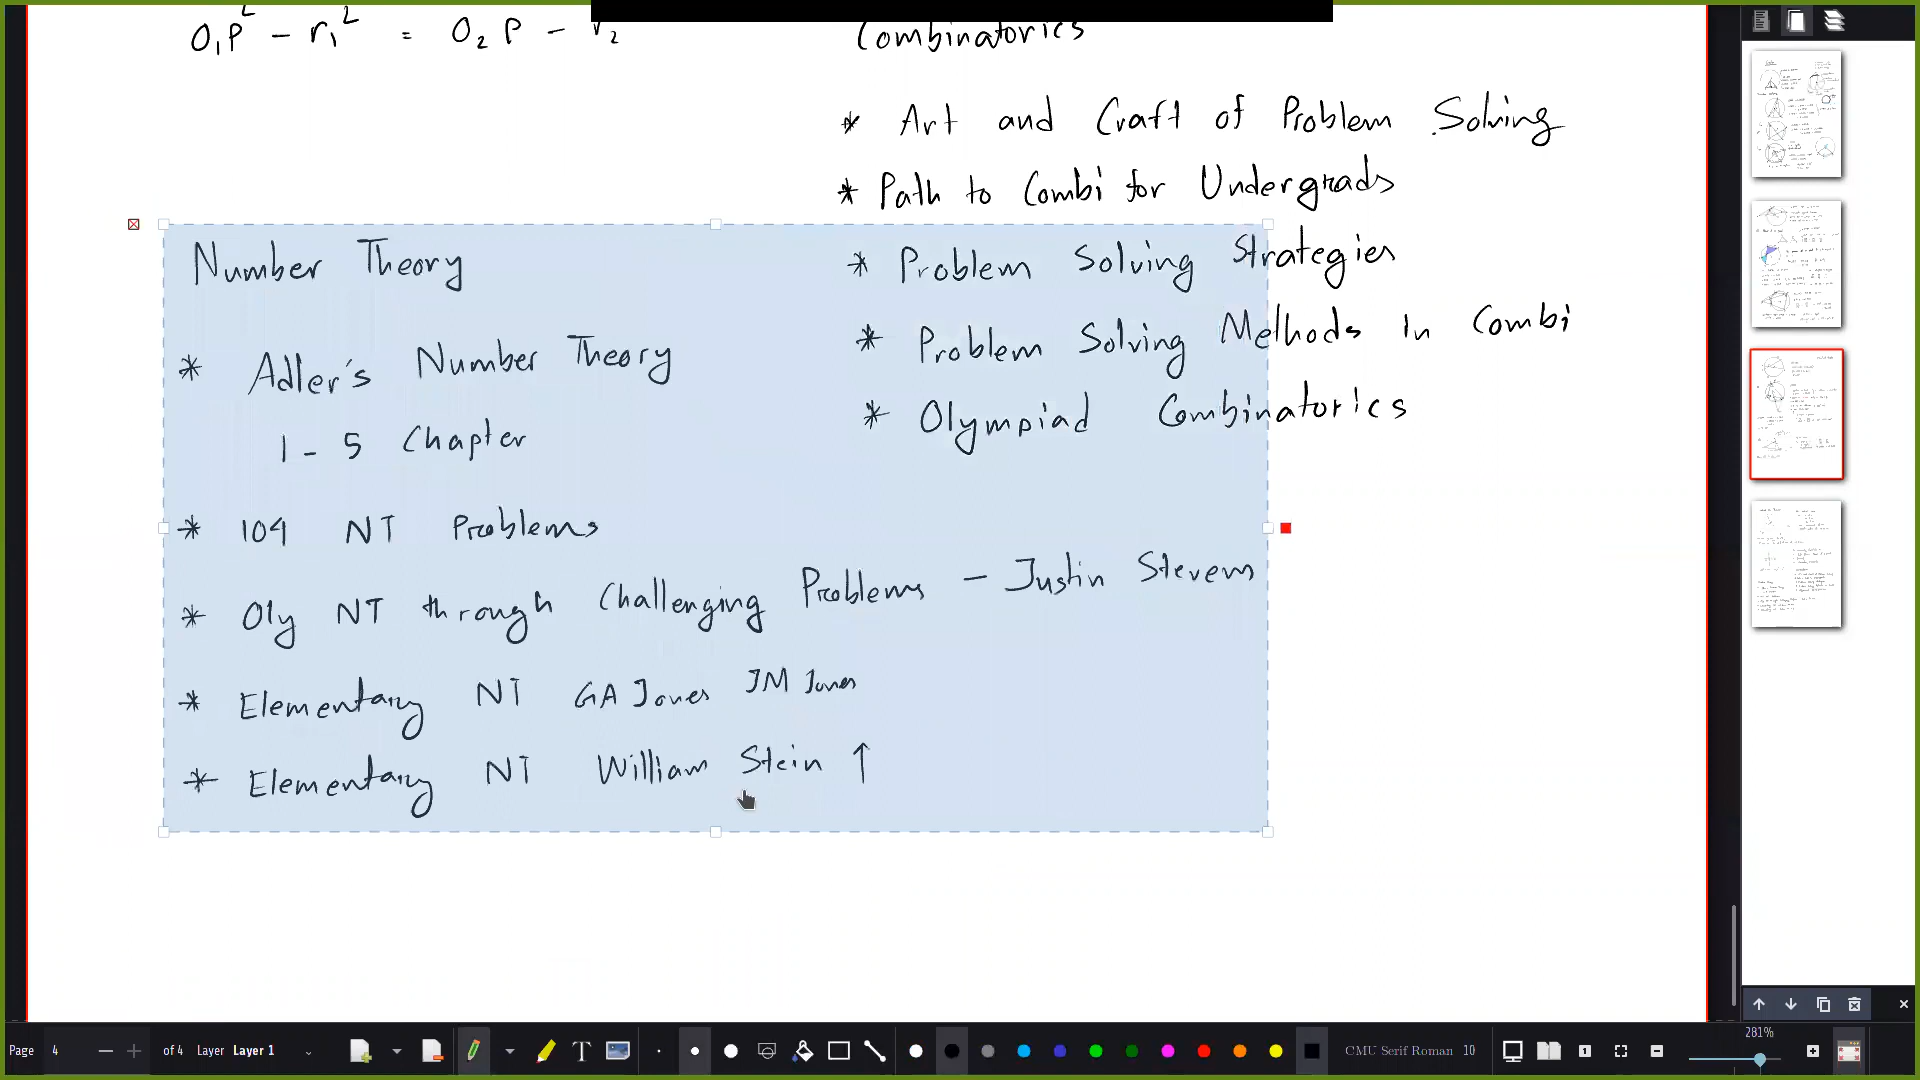 O₁P² - r₁² = O₂P - r₂
Combinatorics
* Art and Craft of Problem Solving
* Path to Combi for Undergrads
* Problem Solving Strategies
* Problem Solving Methods In Combi
* Olympiad Combinatorics
Number Theory
* Adler's Number Theory
1 - 5 Chapter
* 104 NT Problems
* Oly NT through Challenging Problems - Justin Stevens
* Elementary NT GA Jones JM Jones
* Elementary NT William Stein ↑
281%
Page 4 of 4 Layer Layer 1 CMU Serif Roman 10